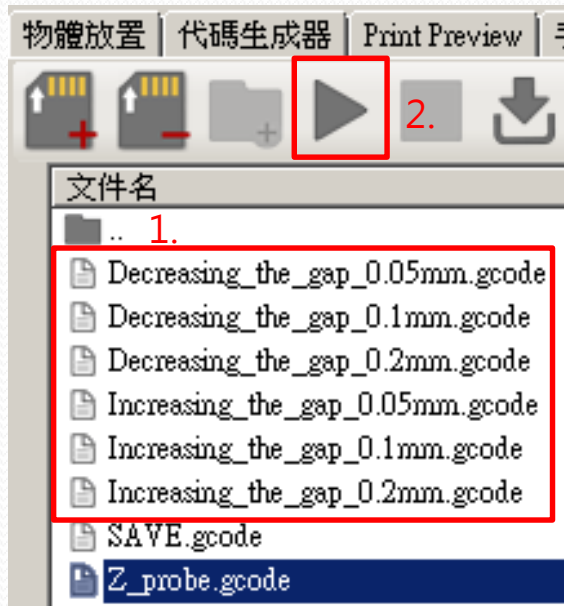 物體放置 代碼生成器 Print Preview
2.
文件名
.. 1.
Decreasing_the_gap_0.05mm.gcode
Decreasing_the_gap_0.1mm.gcode
Decreasing_the_gap_0.2mm.gcode
Increasing_the_gap_0.05mm.gcode
Increasing_the_gap_0.1mm.gcode
Increasing_the_gap_0.2mm.gcode
SAVE.gcode
Z_probe.gcode